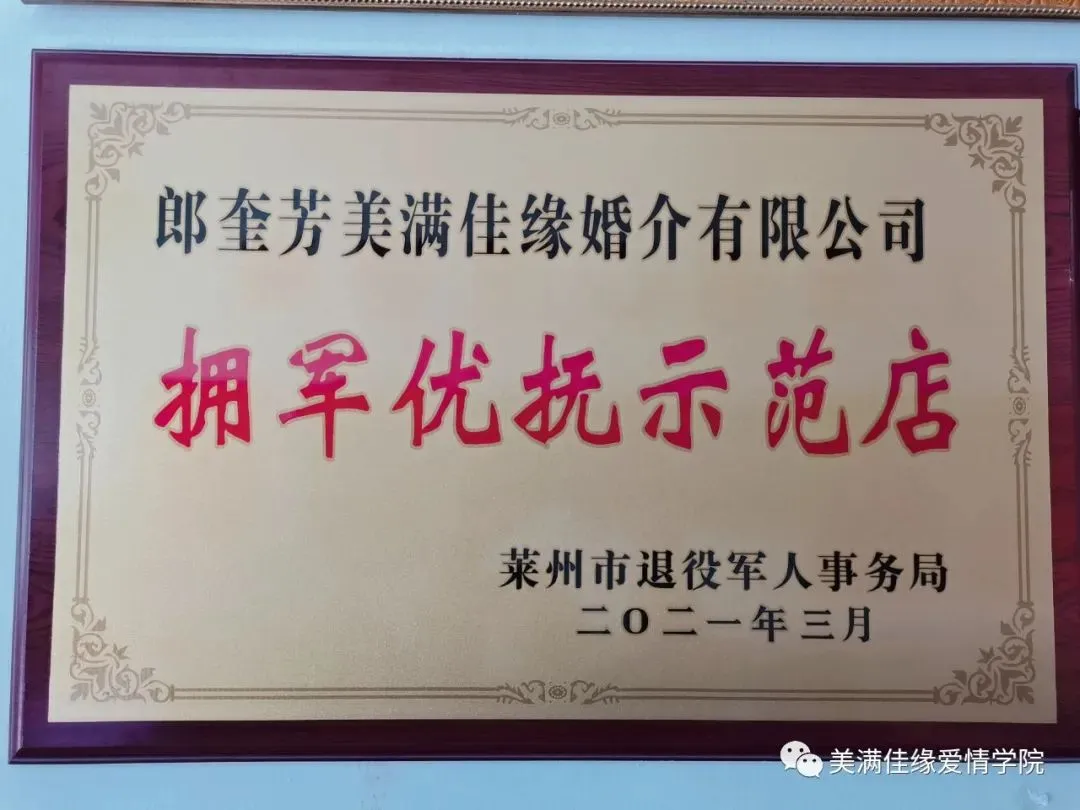 郎奎芳美满佳缘婚介有限公司
拥军优抚示范店
莱州市退役军人事务局
二〇二一年三月
美满佳缘爱情学院